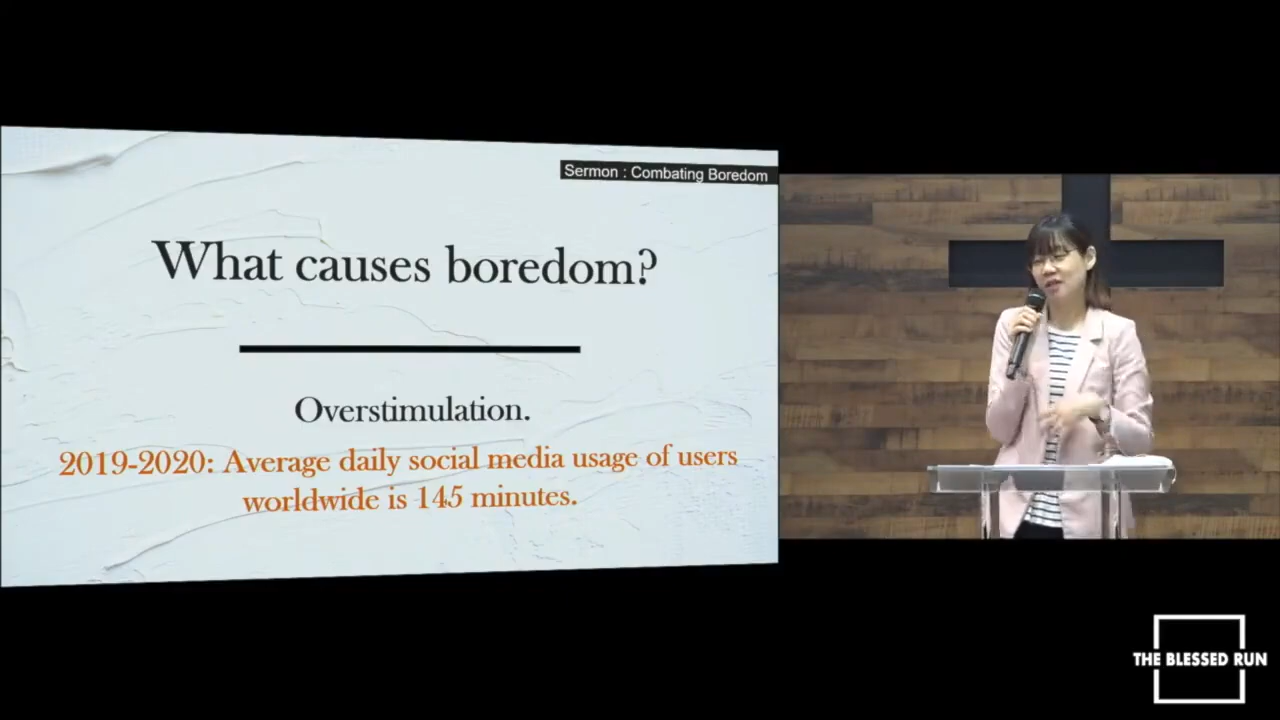 Sermon : Combating Boredom
What causes boredom?
Overstimulation.
2019-2020: Average daily social media usage of users
worldwide is 145 minutes.
THE BLESSED RUN